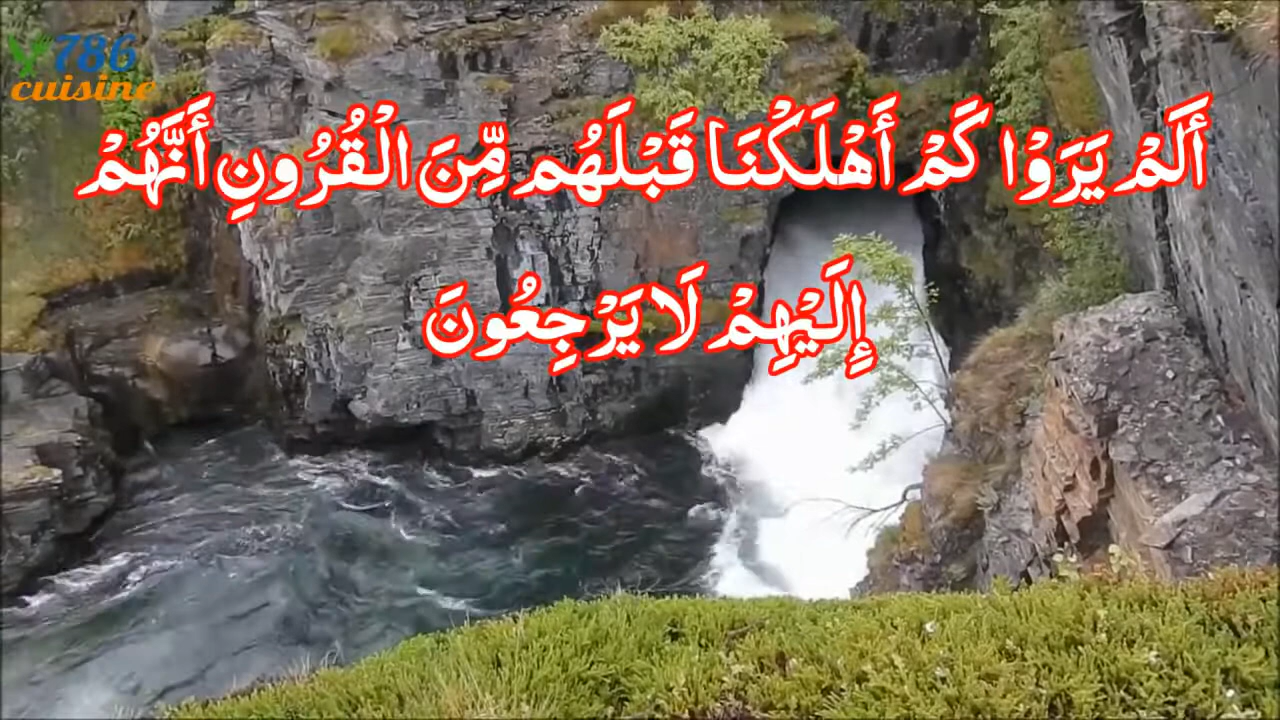 786
cuisine
أَلَمْ يَرَوْا كَمْ أَهْلَكْنَا قَبْلَهُم مِّنَ الْقُرُونِ أَنَّهُمْ
إِلَيْهِمْ لَا يَرْجِعُونَ